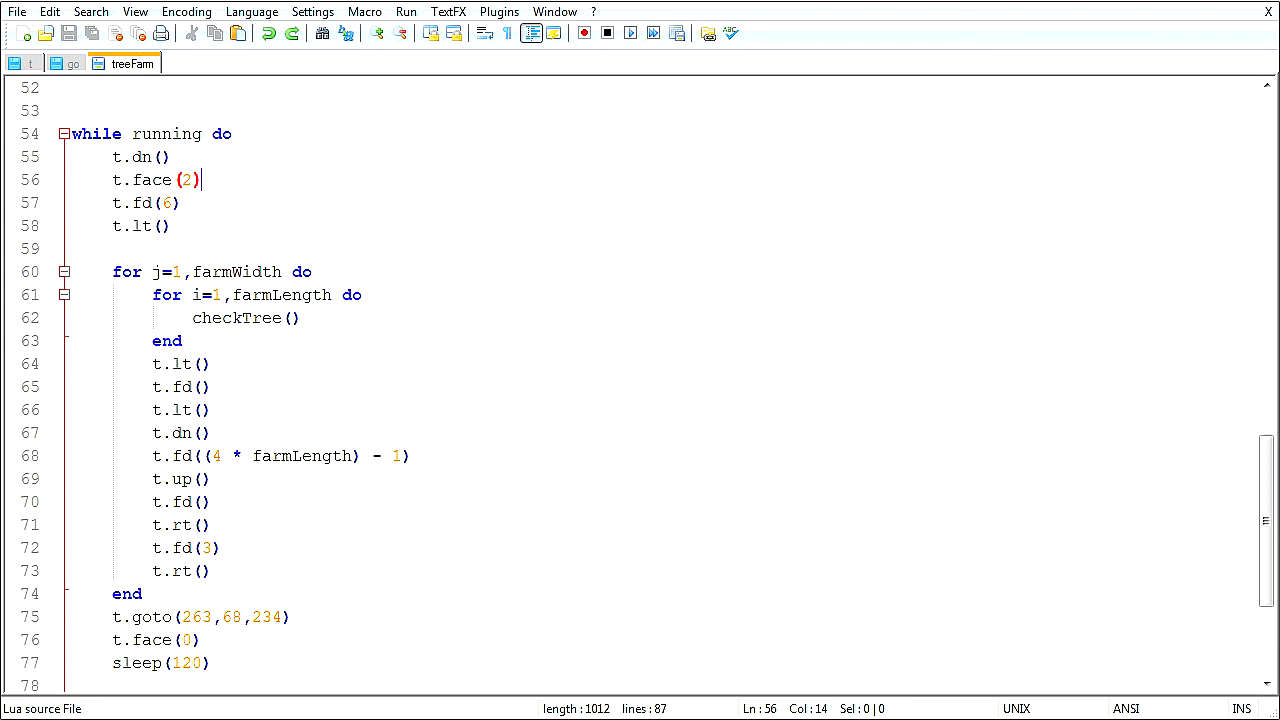 File Edit Search View Encoding Language Settings Macro Run TextFX Plugins Window ? X
t go treeFarm
52
53
54 while running do
55 t.dn()
56 t.face(2)
57 t.fd(6)
58 t.lt()
59
60 for j=1,farmWidth do
61 for i=1,farmLength do
62 checkTree()
63 end
64 t.lt()
65 t.fd()
66 t.lt()
67 t.dn()
68 t.fd((4 * farmLength) - 1)
69 t.up()
70 t.fd()
71 t.rt()
72 t.fd(3)
73 t.rt()
74 end
75 t.goto(263,68,234)
76 t.face(0)
77 sleep(120)
78
Lua source File length : 1012 lines : 87 Ln : 56 Col : 14 Sel : 0 | 0 UNIX ANSI INS